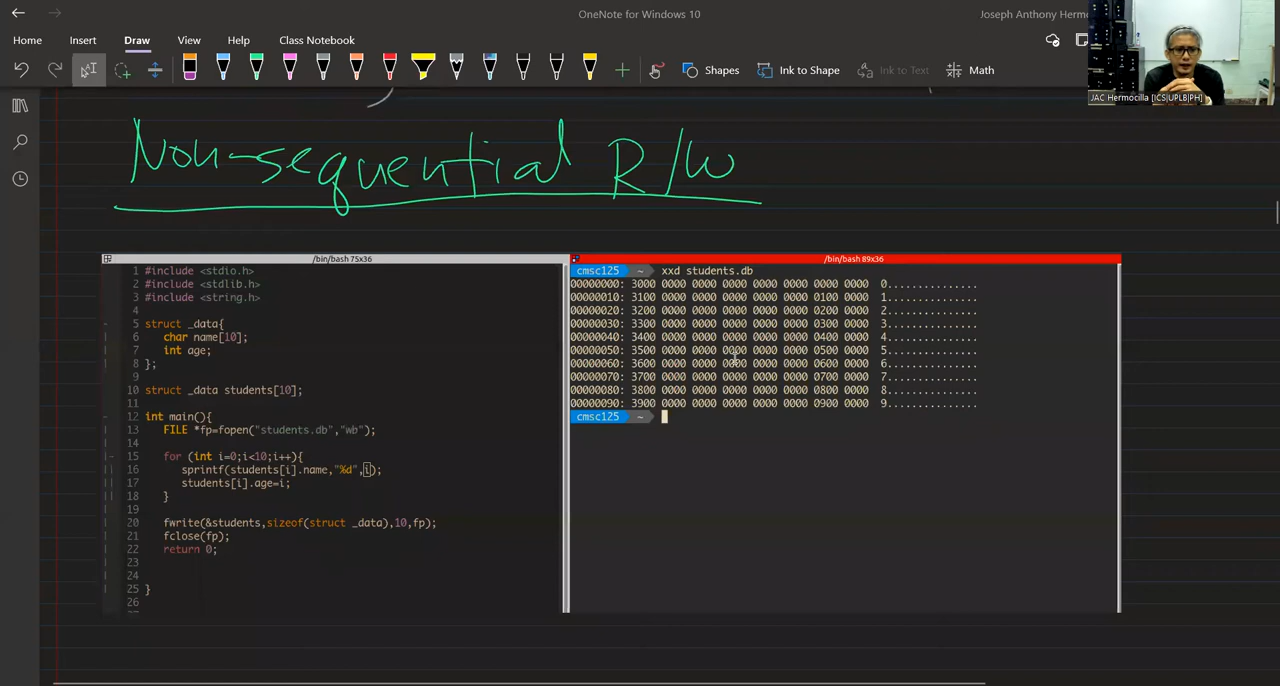 OneNote for Windows 10
Joseph Anthony Hermo
Home Insert Draw View Help Class Notebook
Shapes Ink to Shape Ink to Text Math
JAC Hermocilla [ICS|UPLB|PH]
Non-sequential R/W
/bin/bash 75x36
1 #include <stdio.h>
2 #include <stdlib.h>
3 #include <string.h>
4
5 struct _data{
6 char name[10];
7 int age;
8 };
9
10 struct _data students[10];
11
12 int main(){
13 FILE *fp=fopen("students.db","wb");
14
15 for (int i=0;i<10;i++){
16 sprintf(students[i].name,"%d",i);
17 students[i].age=i;
18 }
19
20 fwrite(&students,sizeof(struct _data),10,fp);
21 fclose(fp);
22 return 0;
23
24
25 }
26
/bin/bash 89x36
cmsc125 ~ xxd students.db
00000000: 3000 0000 0000 0000 0000 0000 0000 0000 0...............
00000010: 3100 0000 0000 0000 0000 0000 0100 0000 1...............
00000020: 3200 0000 0000 0000 0000 0000 0200 0000 2...............
00000030: 3300 0000 0000 0000 0000 0000 0300 0000 3...............
00000040: 3400 0000 0000 0000 0000 0000 0400 0000 4...............
00000050: 3500 0000 0000 0000 0000 0000 0500 0000 5...............
00000060: 3600 0000 0000 0000 0000 0000 0600 0000 6...............
00000070: 3700 0000 0000 0000 0000 0000 0700 0000 7...............
00000080: 3800 0000 0000 0000 0000 0000 0800 0000 8...............
00000090: 3900 0000 0000 0000 0000 0000 0900 0000 9...............
cmsc125 ~